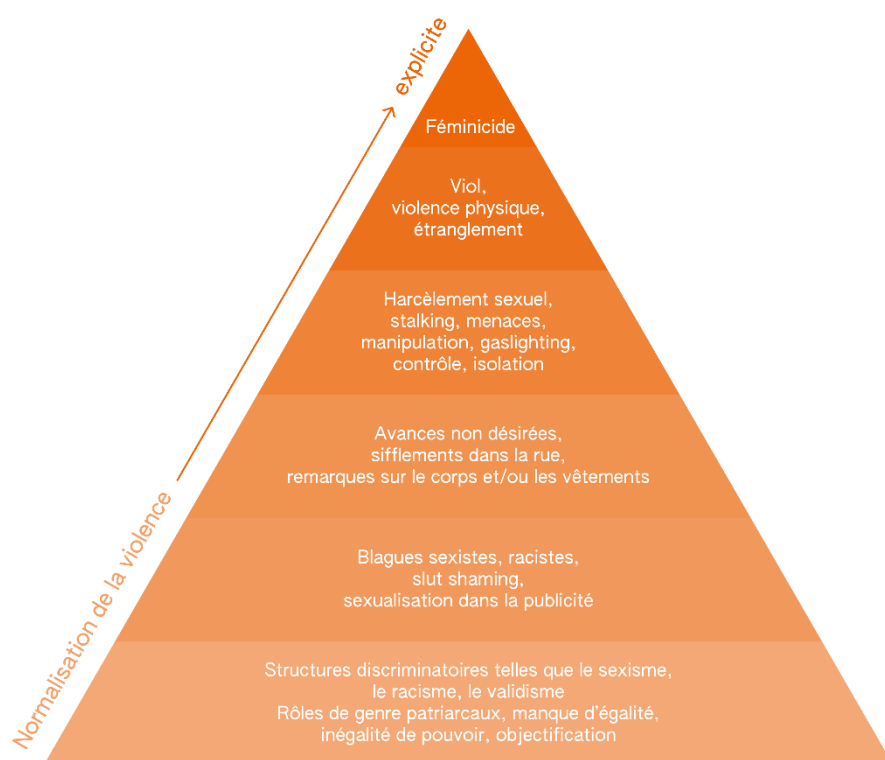 explicite
Féminicide
Viol,
violence physique,
étranglement
Harcèlement sexuel,
stalking, menaces,
manipulation, gaslighting,
contrôle, isolation
Avances non désirées,
sifflements dans la rue,
remarques sur le corps et/ou les vêtements
Blagues sexistes, racistes,
slut shaming,
sexualisation dans la publicité
Structures discriminatoires telles que le sexisme,
le racisme, le validisme
Rôles de genre patriarcaux, manque d'égalité,
inégalité de pouvoir, objectification
Normalisation de la violence